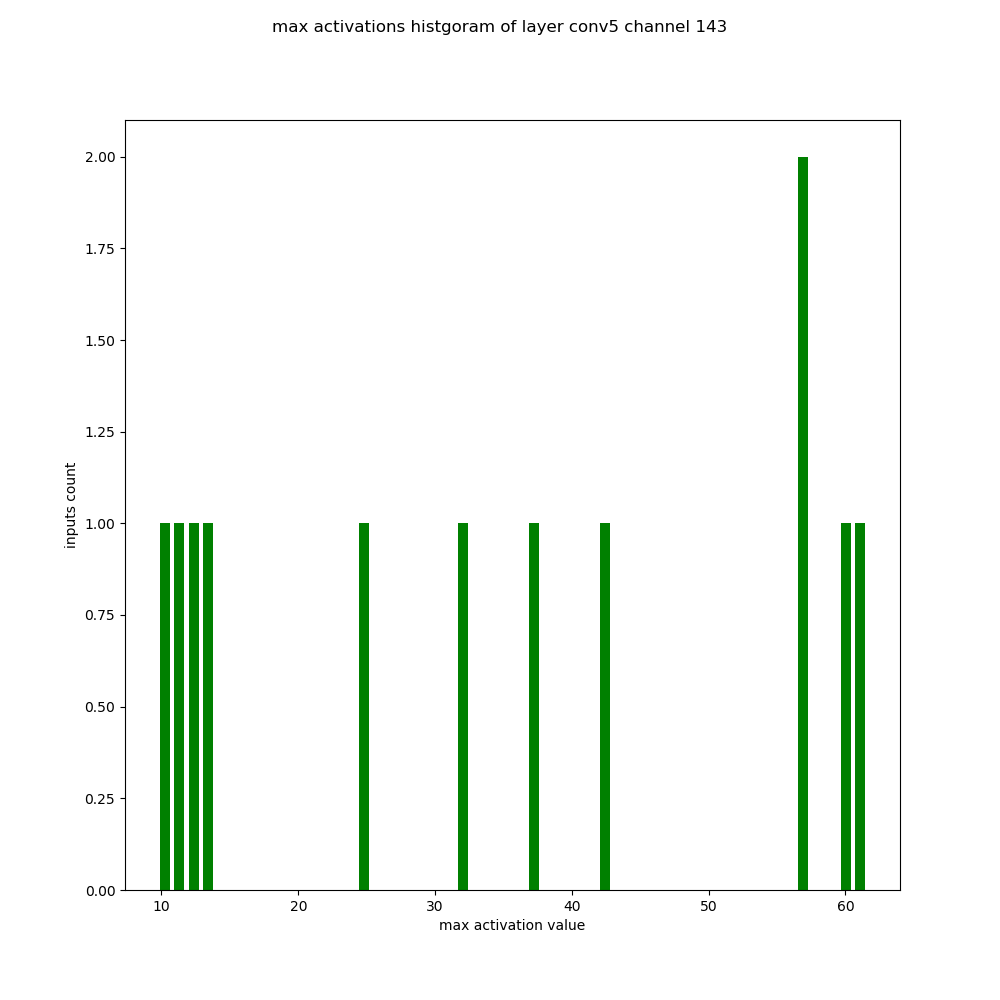 max activations histgoram of layer conv5 channel 143
2.00
1.75
1.50
1.25
1.00
0.75
0.50
0.25
0.00
inputs count
10 20 30 40 50 60
max activation value